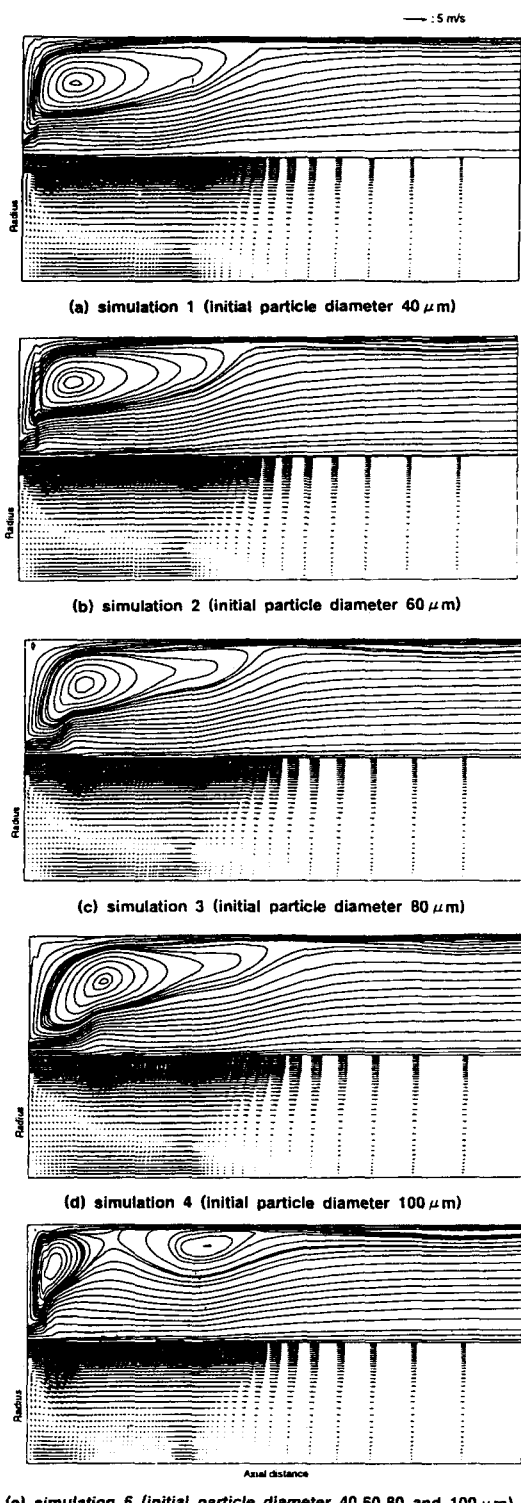 : 5 m/s
Radius
(a) simulation 1 (initial particle diameter 40 μm)
Radius
(b) simulation 2 (initial particle diameter 60 μm)
Radius
(c) simulation 3 (initial particle diameter 80 μm)
Radius
(d) simulation 4 (initial particle diameter 100 μm)
Radius
Axial distance
simulation (initial particle diameter 40,60,80 and 100 μm)